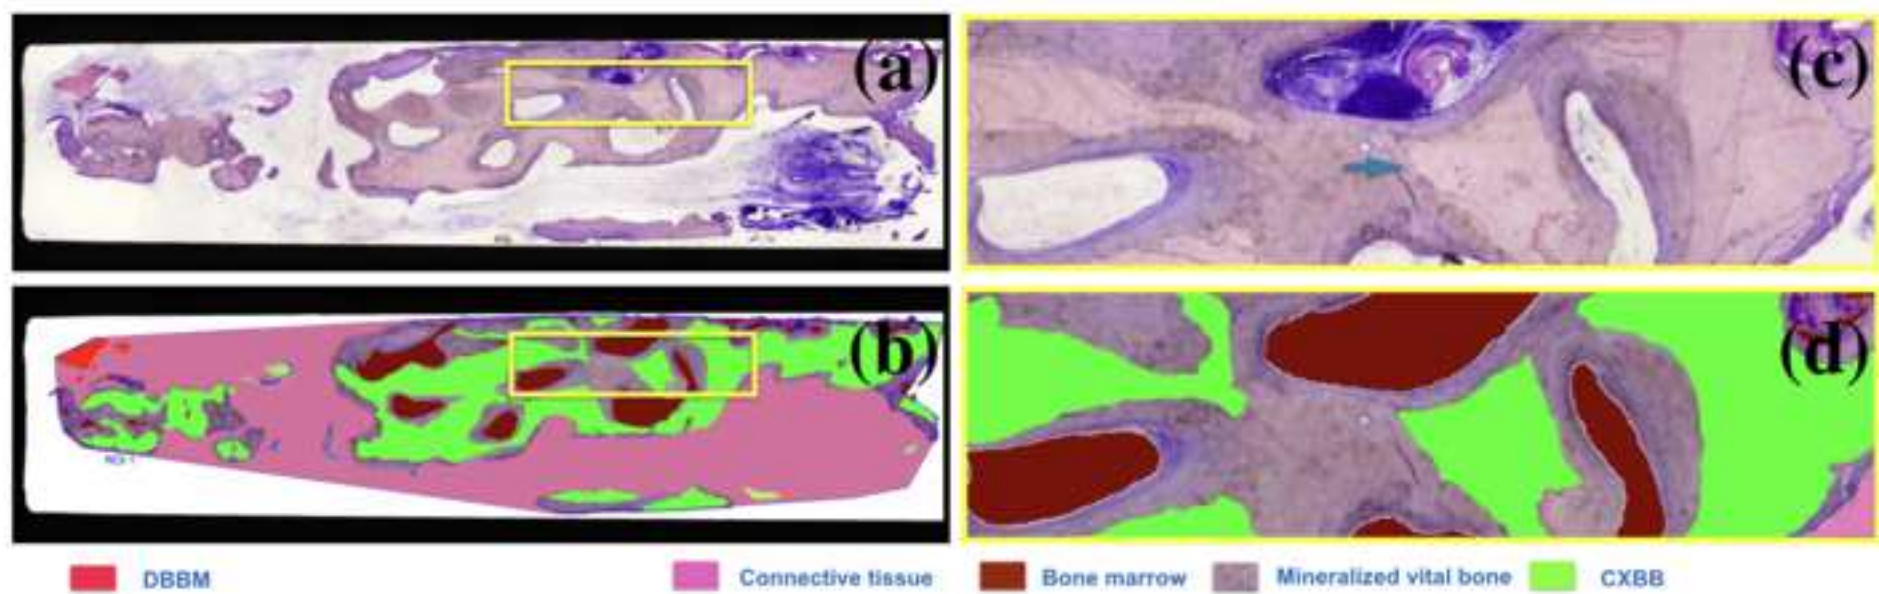 (a)
(c)
(b)
(d)
DBBM
Connective tissue
Bone marrow
Mineralized vital bone
CXBB